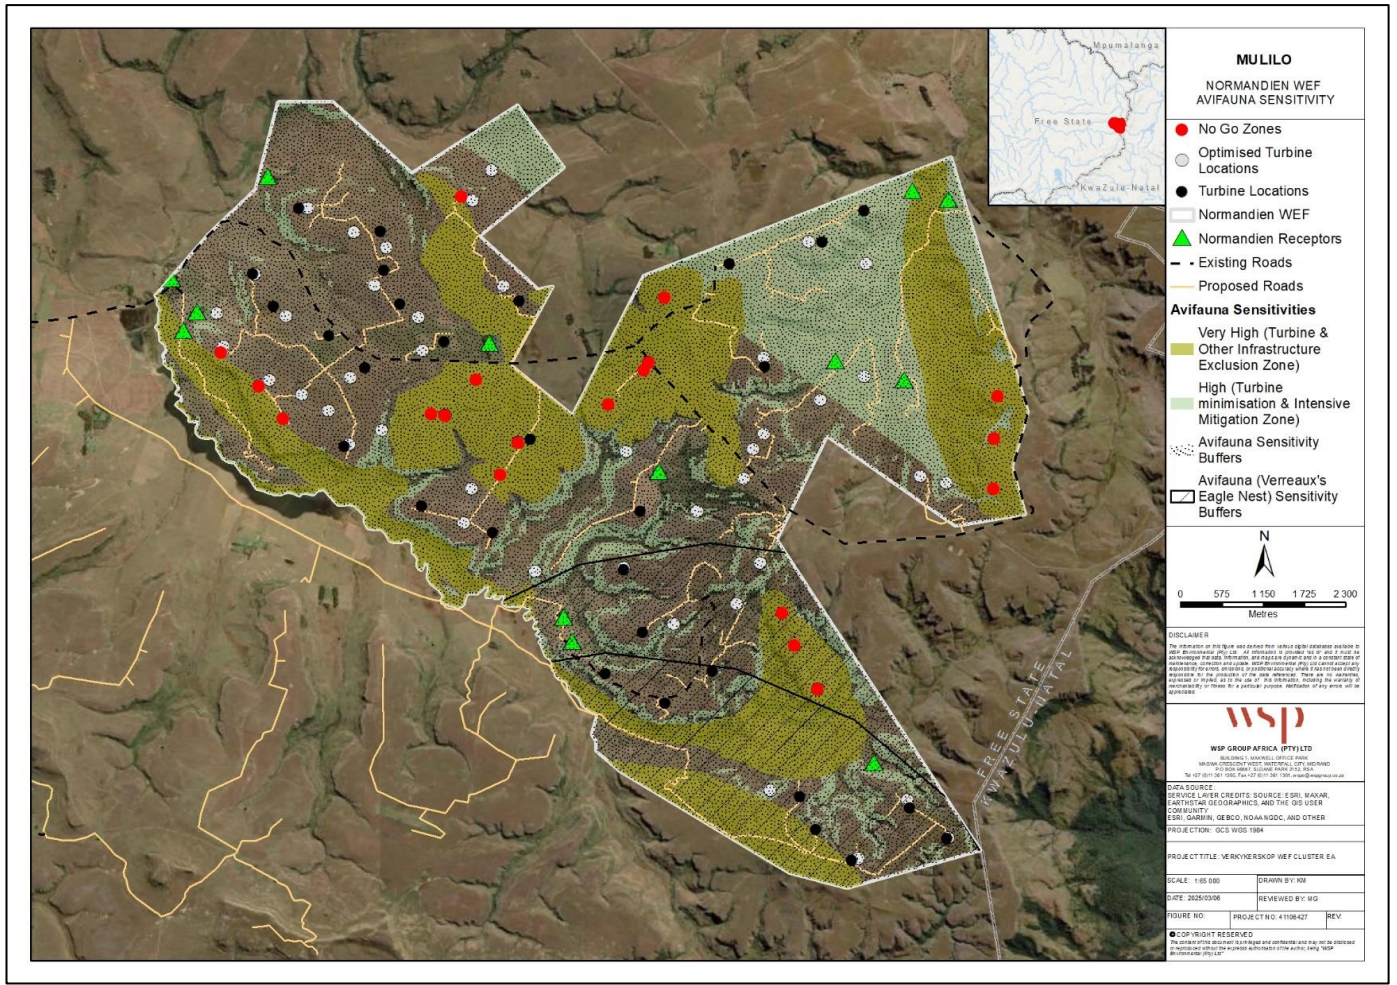 Mpumalanga
Free State
KwaZulu-Natal
FREE STATE
KWAZULU NATAL
MULILO
NORMANDIEN WEF
AVIFAUNA SENSITIVITY
No Go Zones
Optimised Turbine
Locations
Turbine Locations
Normandien WEF
Normandien Receptors
Existing Roads
Proposed Roads
Avifauna Sensitivities
Very High (Turbine &
Other Infrastructure
Exclusion Zone)
High (Turbine
minimisation & Intensive
Mitigation Zone)
Avifauna Sensitivity
Buffers
Avifauna (Verreaux's
Eagle Nest) Sensitivity
Buffers
N
0 575 1 150 1 725 2 300
Metres
DISCLAIMER
wsp
WSP GROUP AFRICA (PTY) LTD
DATA SOURCE:
SERVICE LAYER CREDITS: SOURCE: ESRI, MAXAR,
EARTHSTAR GEOGRAPHICS, AND THE GIS USER
COMMUNITY
ESRI, GARMIN, GEBCO, NOAA NGDC, AND OTHER
PROJECTION: GCS WGS 1984
PROJECT TITLE: VERKYKERSKOP WEF CLUSTER EA
SCALE: 1:65 000
DRAWN BY: KM
DATE: 2025/03/06
REVIEWED BY: MG
FIGURE NO:
PROJECT NO: 41106427
REV:
© COPYRIGHT RESERVED